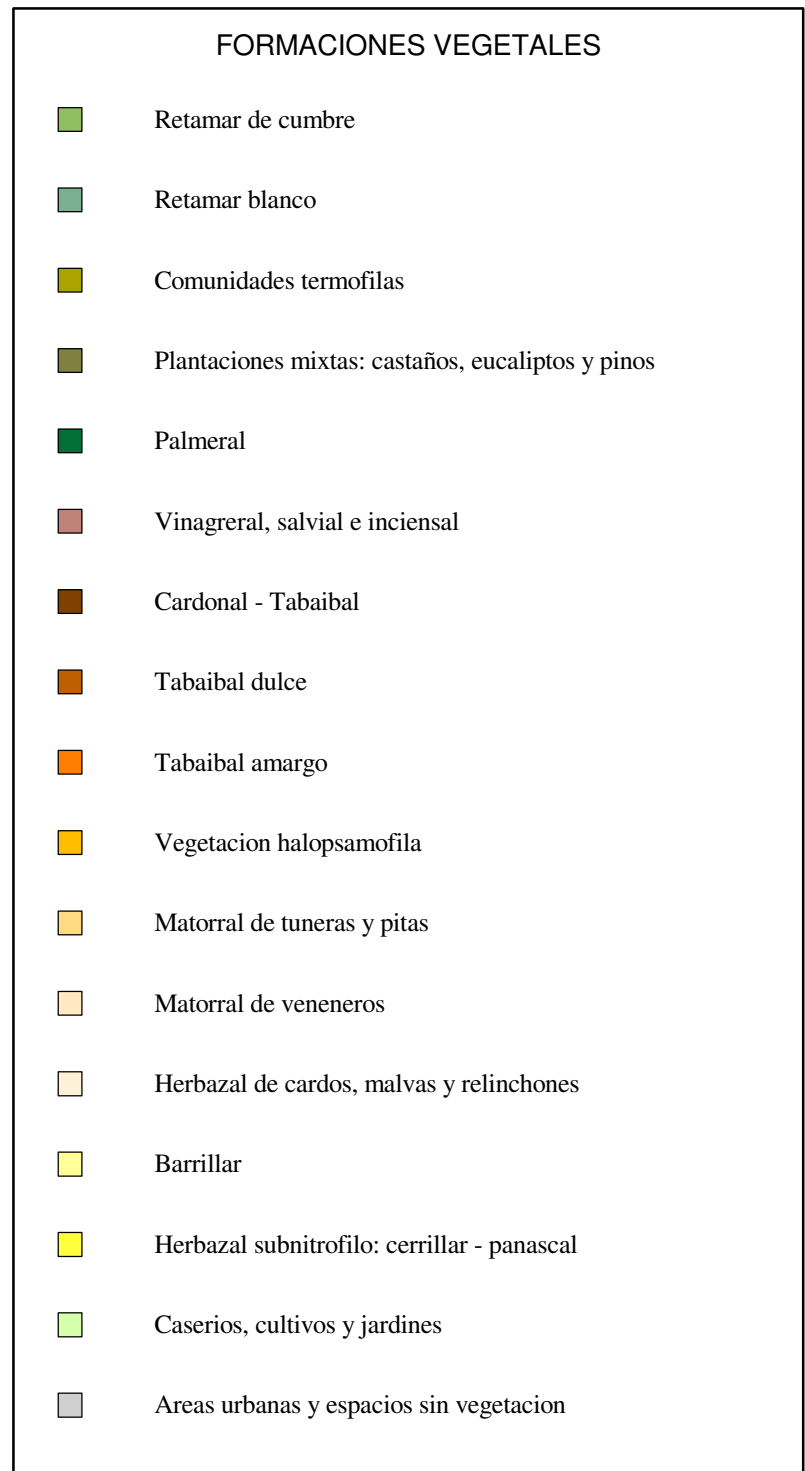 FORMACIONES VEGETALES
Retamar de cumbre
Retamar blanco
Comunidades termofilas
Plantaciones mixtas: castaños, eucaliptos y pinos
Palmeral
Vinagreral, salvial e inciensal
Cardonal - Tabaibal
Tabaibal dulce
Tabaibal amargo
Vegetacion halopsamofila
Matorral de tuneras y pitas
Matorral de veneneros
Herbazal de cardos, malvas y relinchones
Barrillar
Herbazal subnitrofilo: cerrillar - panascal
Caserios, cultivos y jardines
Areas urbanas y espacios sin vegetacion